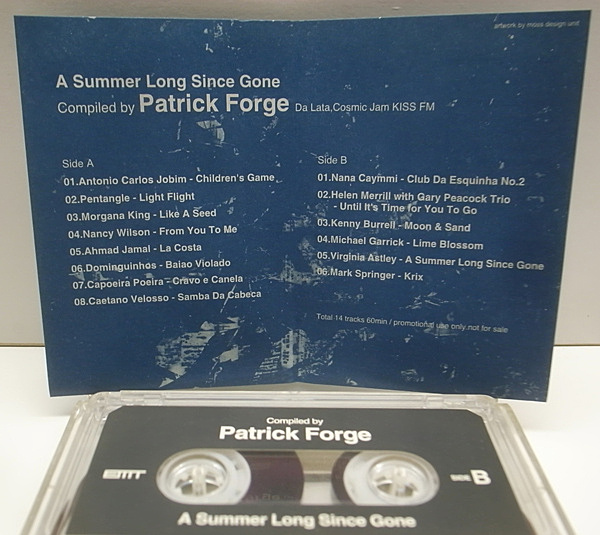 artwork by moss design unit
A Summer Long Since Gone
Compiled by Patrick Forge Da Lata,Cosmic Jam KISS FM
Side A
01.Antonio Carlos Jobim - Children's Game
02.Pentangle - Light Flight
03.Morgana King - Like A Seed
04.Nancy Wilson - From You To Me
05.Ahmad Jamal - La Costa
06.Dominguinhos - Baiao Violado
07.Capoeira Poeira - Cravo e Canela
08.Caetano Velosso - Samba Da Cabeca
Side B
01.Nana Caymmi - Club Da Esquinha No.2
02.Helen Merrill with Gary Peacock Trio
- Until It's Time for You To Go
03.Kenny Burrell - Moon & Sand
04.Michael Garrick - Lime Blossom
05.Virginia Astley - A Summer Long Since Gone
06.Mark Springer - Krix
Total 14 tracks 60min / promotional use only not for sale
Compiled by
Patrick Forge
SIDE B
A Summer Long Since Gone